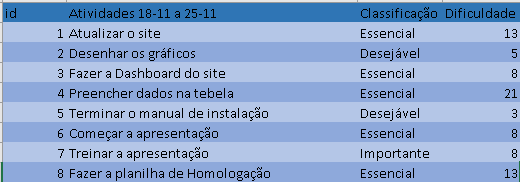 id Atividades 18-11 a 25-11 Classificação Dificuldade
1 Atualizar o site Essencial 13
2 Desenhar os gráficos Desejável 5
3 Fazer a Dashboard do site Essencial 8
4 Preencher dados na tebela Essencial 21
5 Terminar o manual de instalação Desejável 3
6 Começar a apresentação Essencial 8
7 Treinar a apresentação Importante 8
8 Fazer a planilha de Homologação Essencial 13